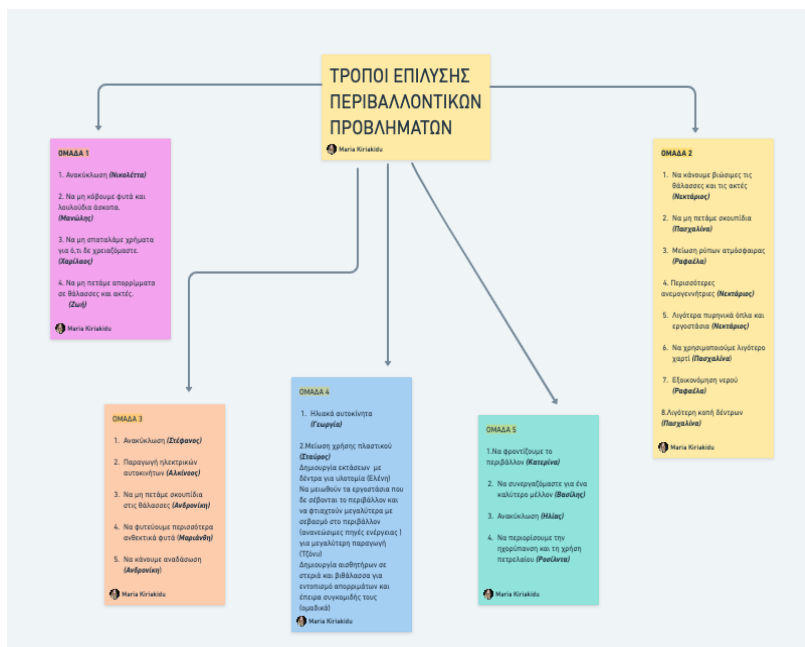 ΤΡΟΠΟΙ ΕΠΙΛΥΣΗΣ
ΠΕΡΙΒΑΛΛΟΝΤΙΚΩΝ
ΠΡΟΒΛΗΜΑΤΩΝ
Maria Kiriakidu
ΟΜΑΔΑ 1
1. Ανακύκλωση (Νικολέττα)
2. Να μη κόβουμε φυτά και
λουλούδια άσκοπα.
(Μανώλης)
3. Να μη σπαταλάμε χρήματα
για ό,τι δε χρειαζόμαστε.
(Χαρίλαος)
4. Να μη πετάμε απορρίμματα
σε θάλασσες και ακτές.
(Ζωή)
Maria Kiriakidu
ΟΜΑΔΑ 2
1. Να κάνουμε βιώσιμες τις
θάλασσες και τις ακτές
(Νεκτάριος)
2. Να μη πετάμε σκουπίδια
(Πασχαλίνα)
3. Μείωση ρύπων ατμόσφαιρας
(Ραφαέλα)
4. Περισσότερες
ανεμογεννήτριες (Νεκτάριος)
5. Λιγότερα πυρηνικά όπλα και
εργοστάσια (Νεκτάριος)
6. Να χρησιμοποιούμε λιγότερο
χαρτί (Πασχαλίνα)
7. Εξοικονόμηση νερού
(Ραφαέλα)
8.Λιγότερη κοπή δέντρων
(Πασχαλίνα)
Maria Kiriakidu
ΟΜΑΔΑ 3
1. Ανακύκλωση (Στέφανος)
2. Παραγωγή ηλεκτρικών
αυτοκινήτων (Αλκίνοος)
3. Να μη πετάμε σκουπίδια
στις θάλασσες (Ανδρονίκη)
4. Να φυτεύουμε περισσότερα
ανθεκτικά φυτά (Μαριάνθη)
5. Να κάνουμε αναδάσωση
(Ανδρονίκη)
Maria Kiriakidu
ΟΜΑΔΑ 4
1. Ηλιακά αυτοκίνητα
(Γεωργία)
2.Μείωση χρήσης πλαστικού
(Σταύρος)
Δημιουργία εκτάσεων με
δέντρα για υλοτομία (Ελένη)
Να μειωθούν τα εργοστάσια που
δε σέβονται το περιβάλλον και
να φτιαχτούν μεγαλύτερα με
σεβασμό στο περιβάλλον
(ανανεώσιμες πηγές ενέργειας )
για μεγαλύτερη παραγωγή
(Τζόνυ)
Δημιουργία αισθητήρων σε
στεριά και βιθάλασσα για
εντοπισμό απορριμάτων και
έπειρα συγκομιδής τους
(ομαδικά)
Maria Kiriakidu
ΟΜΑΔΑ 5
1.Να φροντίζουμε το
περιβάλλον (Κατερίνα)
2. Να συνεργαζόμαστε για ένα
καλύτερο μέλλον (Βασίλης)
3. Ανακύκλωση (Ηλίας)
4. Να περιορίσουμε την
ηχορύπανση και τη χρήση
πετρελαίου (Ροσίλντα)
Maria Kiriakidu